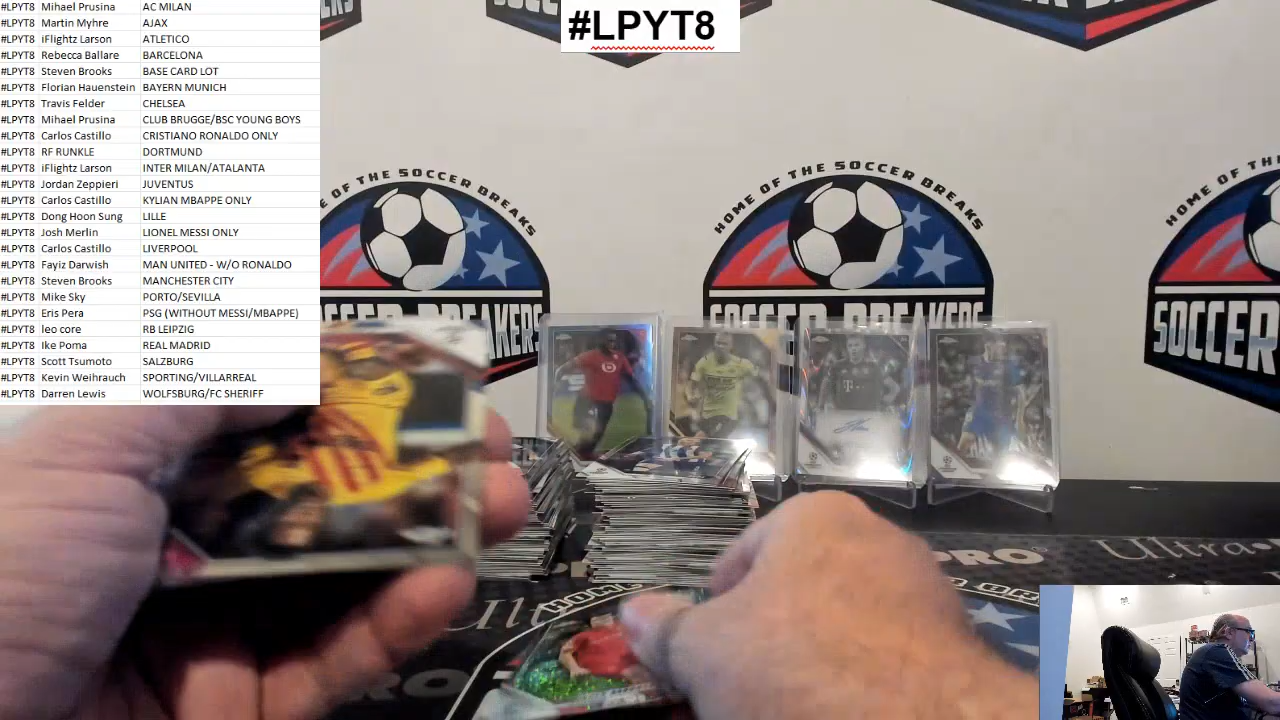 #LPYT8 Mihael Prusina AC MILAN
#LPYT8 Martin Myhre AJAX
#LPYT8 iFlightz Larson ATLETICO
#LPYT8 Rebecca Ballare BARCELONA
#LPYT8 Steven Brooks BASE CARD LOT
#LPYT8 Florian Hauenstein BAYERN MUNICH
#LPYT8 Travis Felder CHELSEA
#LPYT8 Mihael Prusina CLUB BRUGGE/BSC YOUNG BOYS
#LPYT8 Carlos Castillo CRISTIANO RONALDO ONLY
#LPYT8 RF RUNKLE DORTMUND
#LPYT8 iFlightz Larson INTER MILAN/ATALANTA
#LPYT8 Jordan Zeppieri JUVENTUS
#LPYT8 Carlos Castillo KYLIAN MBAPPE ONLY
#LPYT8 Dong Hoon Sung LILLE
#LPYT8 Josh Merlin LIONEL MESSI ONLY
#LPYT8 Carlos Castillo LIVERPOOL
#LPYT8 Fayiz Darwish MAN UNITED - W/O RONALDO
#LPYT8 Steven Brooks MANCHESTER CITY
#LPYT8 Mike Sky PORTO/SEVILLA
#LPYT8 Eris Pera PSG (WITHOUT MESSI/MBAPPE)
#LPYT8 leo core RB LEIPZIG
#LPYT8 Ike Poma REAL MADRID
#LPYT8 Scott Tsumoto SALZBURG
#LPYT8 Kevin Weihrauch SPORTING/VILLARREAL
#LPYT8 Darren Lewis WOLFSBURG/FC SHERIFF
#LPYT8
HOME OF THE SOCCER BREAKS
SOCCER BREAKERS
HOME OF THE SOCCER BREAKS
SOCCER BREAKERS
HOME OF TH
SOCCER
PRO
Ultra